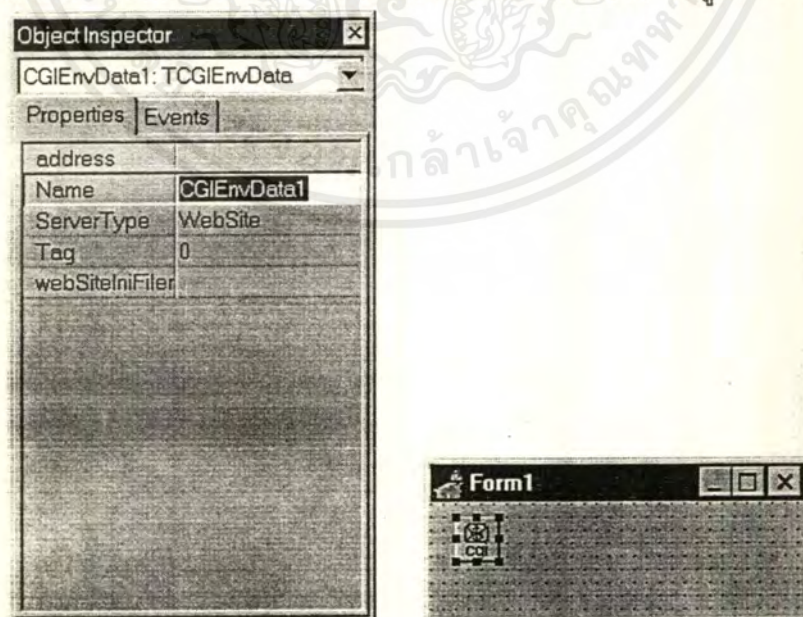 Object Inspector
CGIEnvData1: TCGIEnvData
Properties Events
address
Name CGIEnvData1
ServerType WebSite
Tag 0
webSiteIniFiler
Form1
CGI